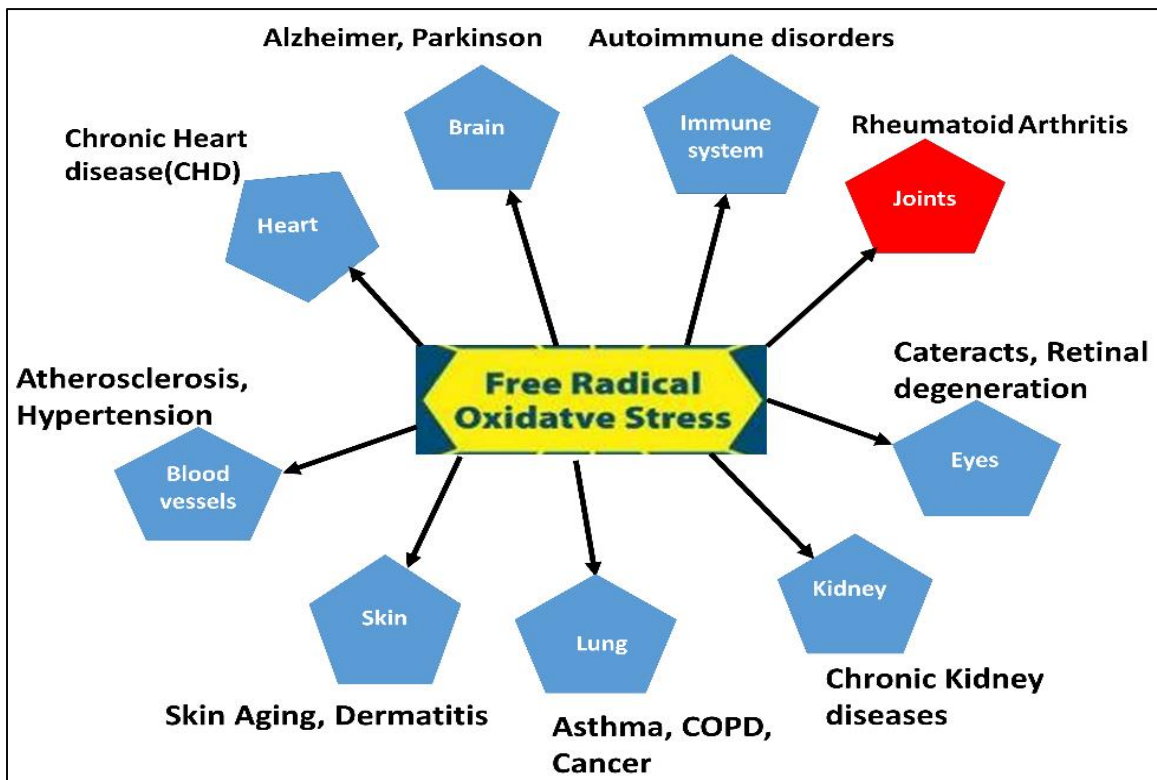 Alzheimer, Parkinson
Autoimmune disorders
Brain
Immune
system
Rheumatoid Arthritis
Joints
Chronic Heart
disease(CHD)
Heart
Free Radical
Oxidatve Stress
Cateracts, Retinal
degeneration
Eyes
Atherosclerosis,
Hypertension
Blood
vessels
Skin
Skin Aging, Dermatitis
Lung
Asthma, COPD,
Cancer
Kidney
Chronic Kidney
diseases